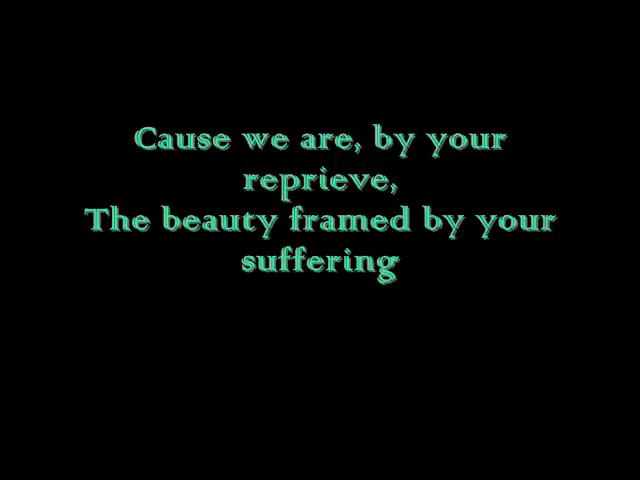 Cause we are, by your
reprieve,
The beauty framed by your
suffering